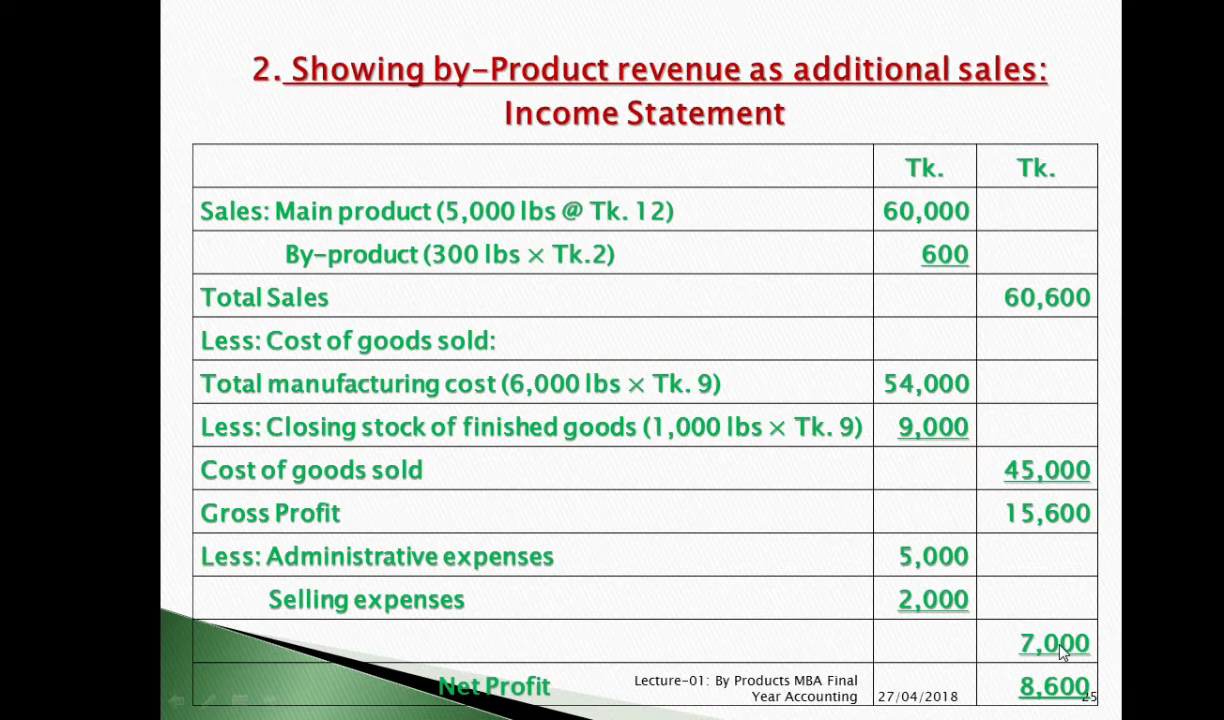 2. Showing by-Product revenue as additional sales:
Income Statement
Tk. Tk.
Sales: Main product (5,000 lbs @ Tk. 12) 60,000
By-product (300 lbs × Tk.2) 600
Total Sales 60,600
Less: Cost of goods sold:
Total manufacturing cost (6,000 lbs × Tk. 9) 54,000
Less: Closing stock of finished goods (1,000 lbs × Tk. 9) 9,000
Cost of goods sold 45,000
Gross Profit 15,600
Less: Administrative expenses 5,000
Selling expenses 2,000
7,000
Net Profit 8,600
Lecture-01: By Products MBA Final
Year Accounting 27/04/2018 25